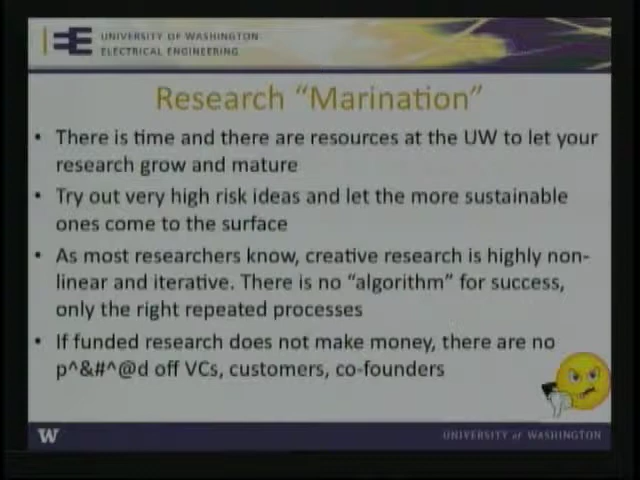 UNIVERSITY OF WASHINGTON
ELECTRICAL ENGINEERING
Research “Marination”
• There is time and there are resources at the UW to let your
research grow and mature
• Try out very high risk ideas and let the more sustainable
ones come to the surface
• As most researchers know, creative research is highly non-
linear and iterative. There is no “algorithm” for success,
only the right repeated processes
• If funded research does not make money, there are no
p^&#^@d off VCs, customers, co-founders
W
UNIVERSITY of WASHINGTON